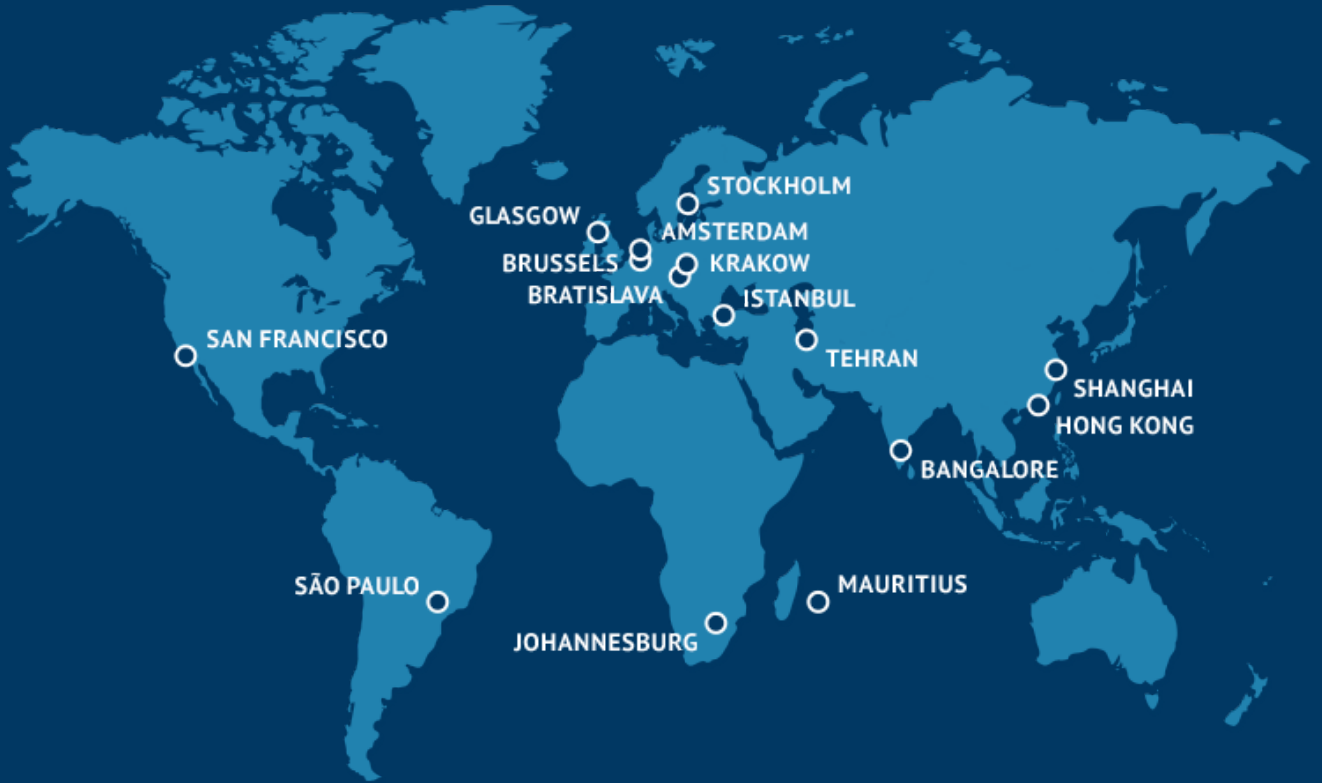 STOCKHOLM
GLASGOW
AMSTERDAM
BRUSSELS
KRAKOW
BRATISLAVA
ISTANBUL
SAN FRANCISCO
TEHRAN
SHANGHAI
HONG KONG
BANGALORE
SÃO PAULO
MAURITIUS
JOHANNESBURG